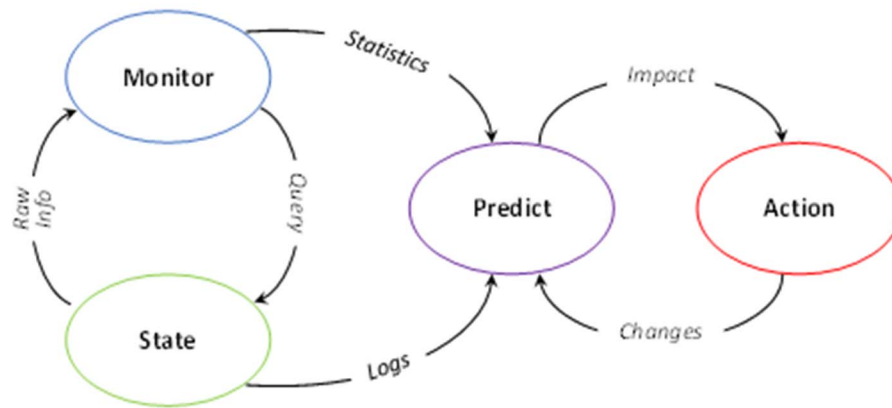 Statistics
Monitor
Impact
Raw
Info
Query
Predict
Action
State
Logs
Changes